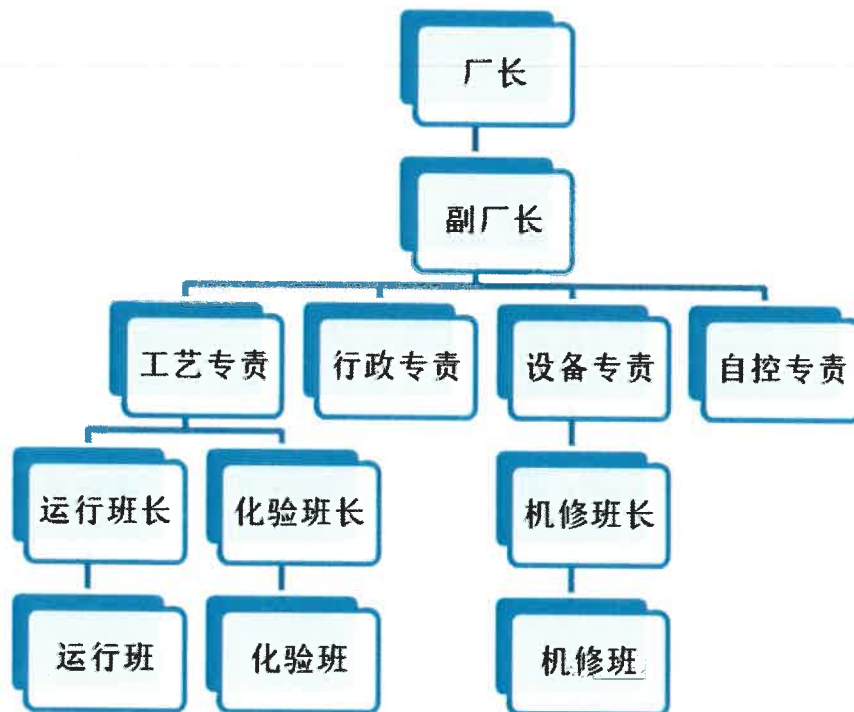 厂长
副厂长
工艺专责
行政专责
设备专责
自控专责
运行班长
化验班长
机修班长
运行班
化验班
机修班